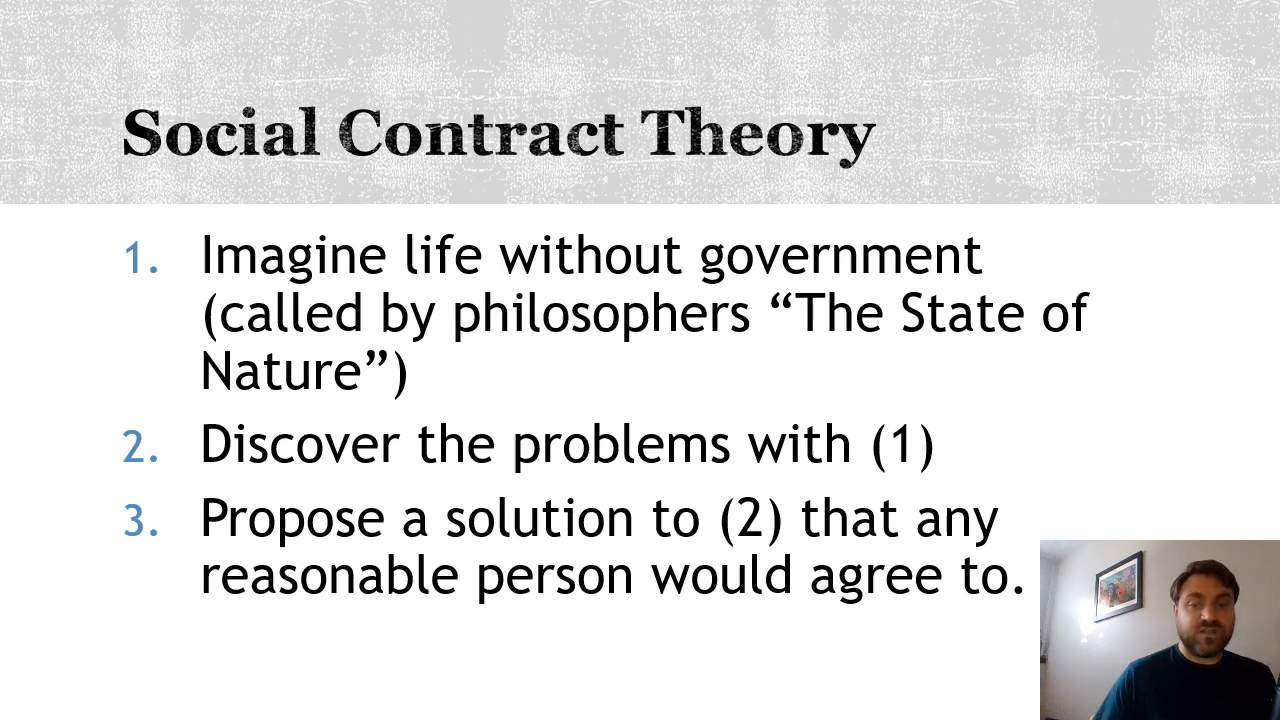 Social Contract Theory
1. Imagine life without government
(called by philosophers “The State of
Nature”)
2. Discover the problems with (1)
3. Propose a solution to (2) that any
reasonable person would agree to.